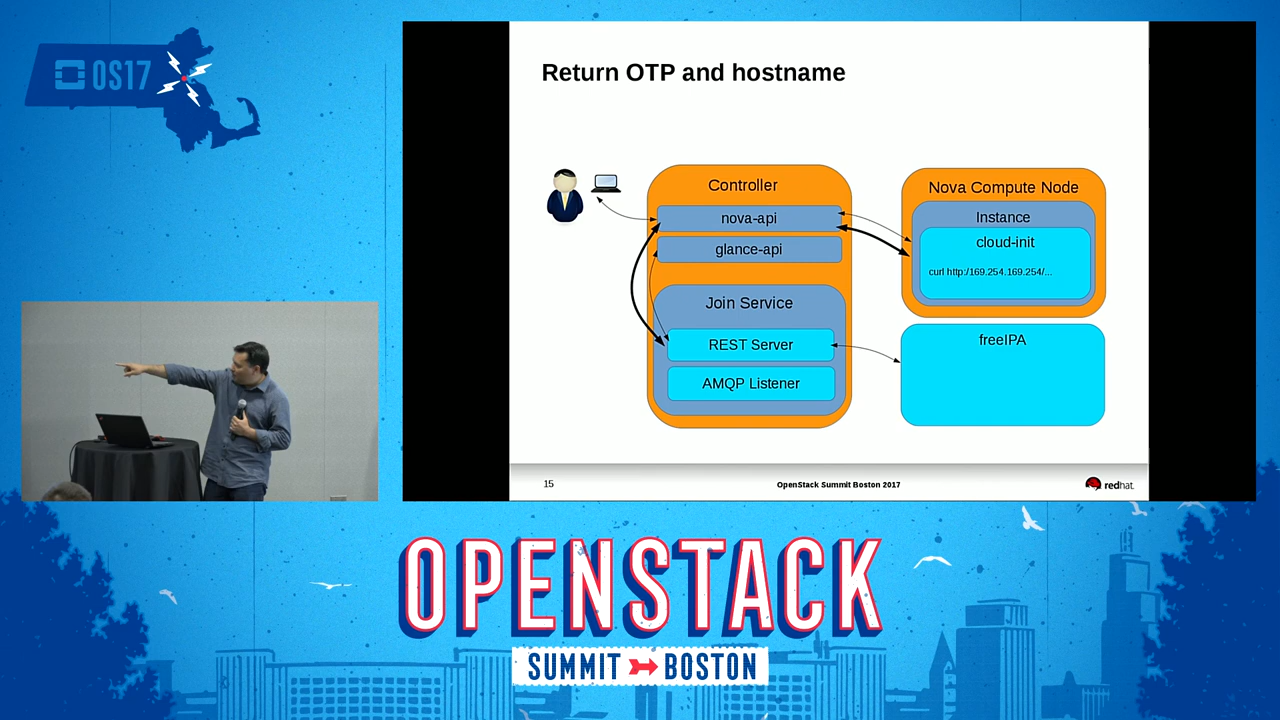 OS17
Return OTP and hostname
Controller
nova-api
glance-api
Join Service
REST Server
AMQP Listener
Nova Compute Node
Instance
cloud-init
curl http:/169.254.169.254/...
freeIPA
15
OpenStack Summit Boston 2017
redhat.
OPENSTACK
SUMMIT BOSTON